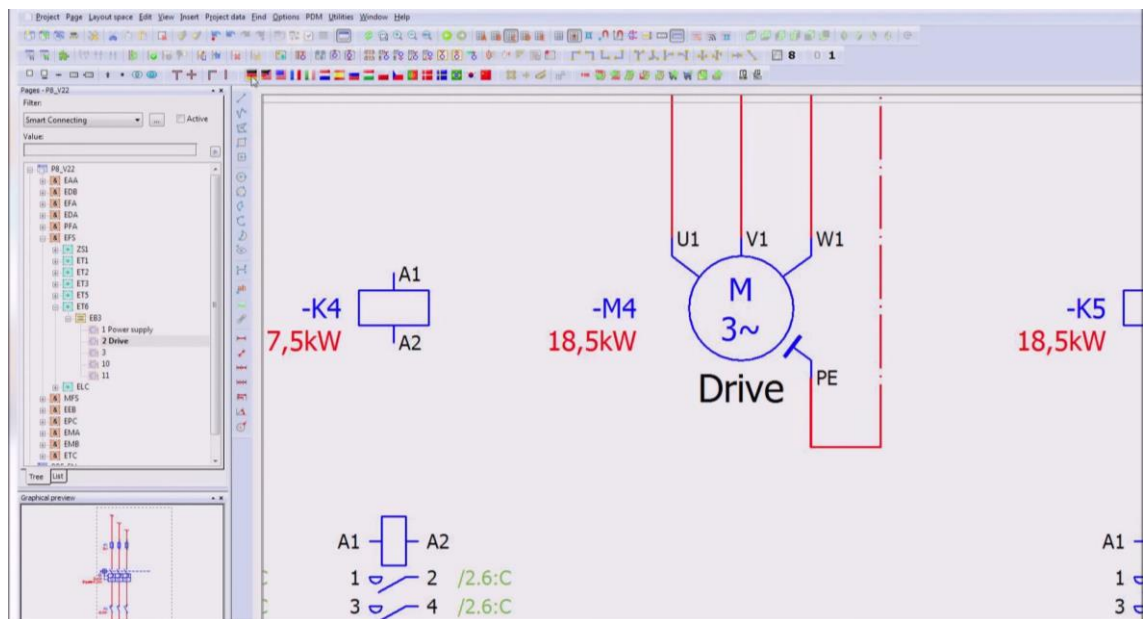 Project Page Layout space Edit View Insert Project data Find Options PDM Utilities Window Help
8 0 1
Pages - P8_V22
Filter:
Smart Connecting ... Active
Value:
P8_V22
EAA
EDB
EFA
EDA
PFA
EFS
ZS1
ET1
ET2
ET3
ET5
ET6
EB3
1 Power supply
2 Drive
3
10
11
ELC
MFS
EEB
EPC
EMA
EMB
ETC
Tree List
Graphical preview
U1 V1 W1
A1
-K4
7,5kW
A2
-M4
18,5kW
M
3~
PE
Drive
-K5
18,5kW
A1 A2
1 2 /2.6:C
3 4 /2.6:C
A1
1
3